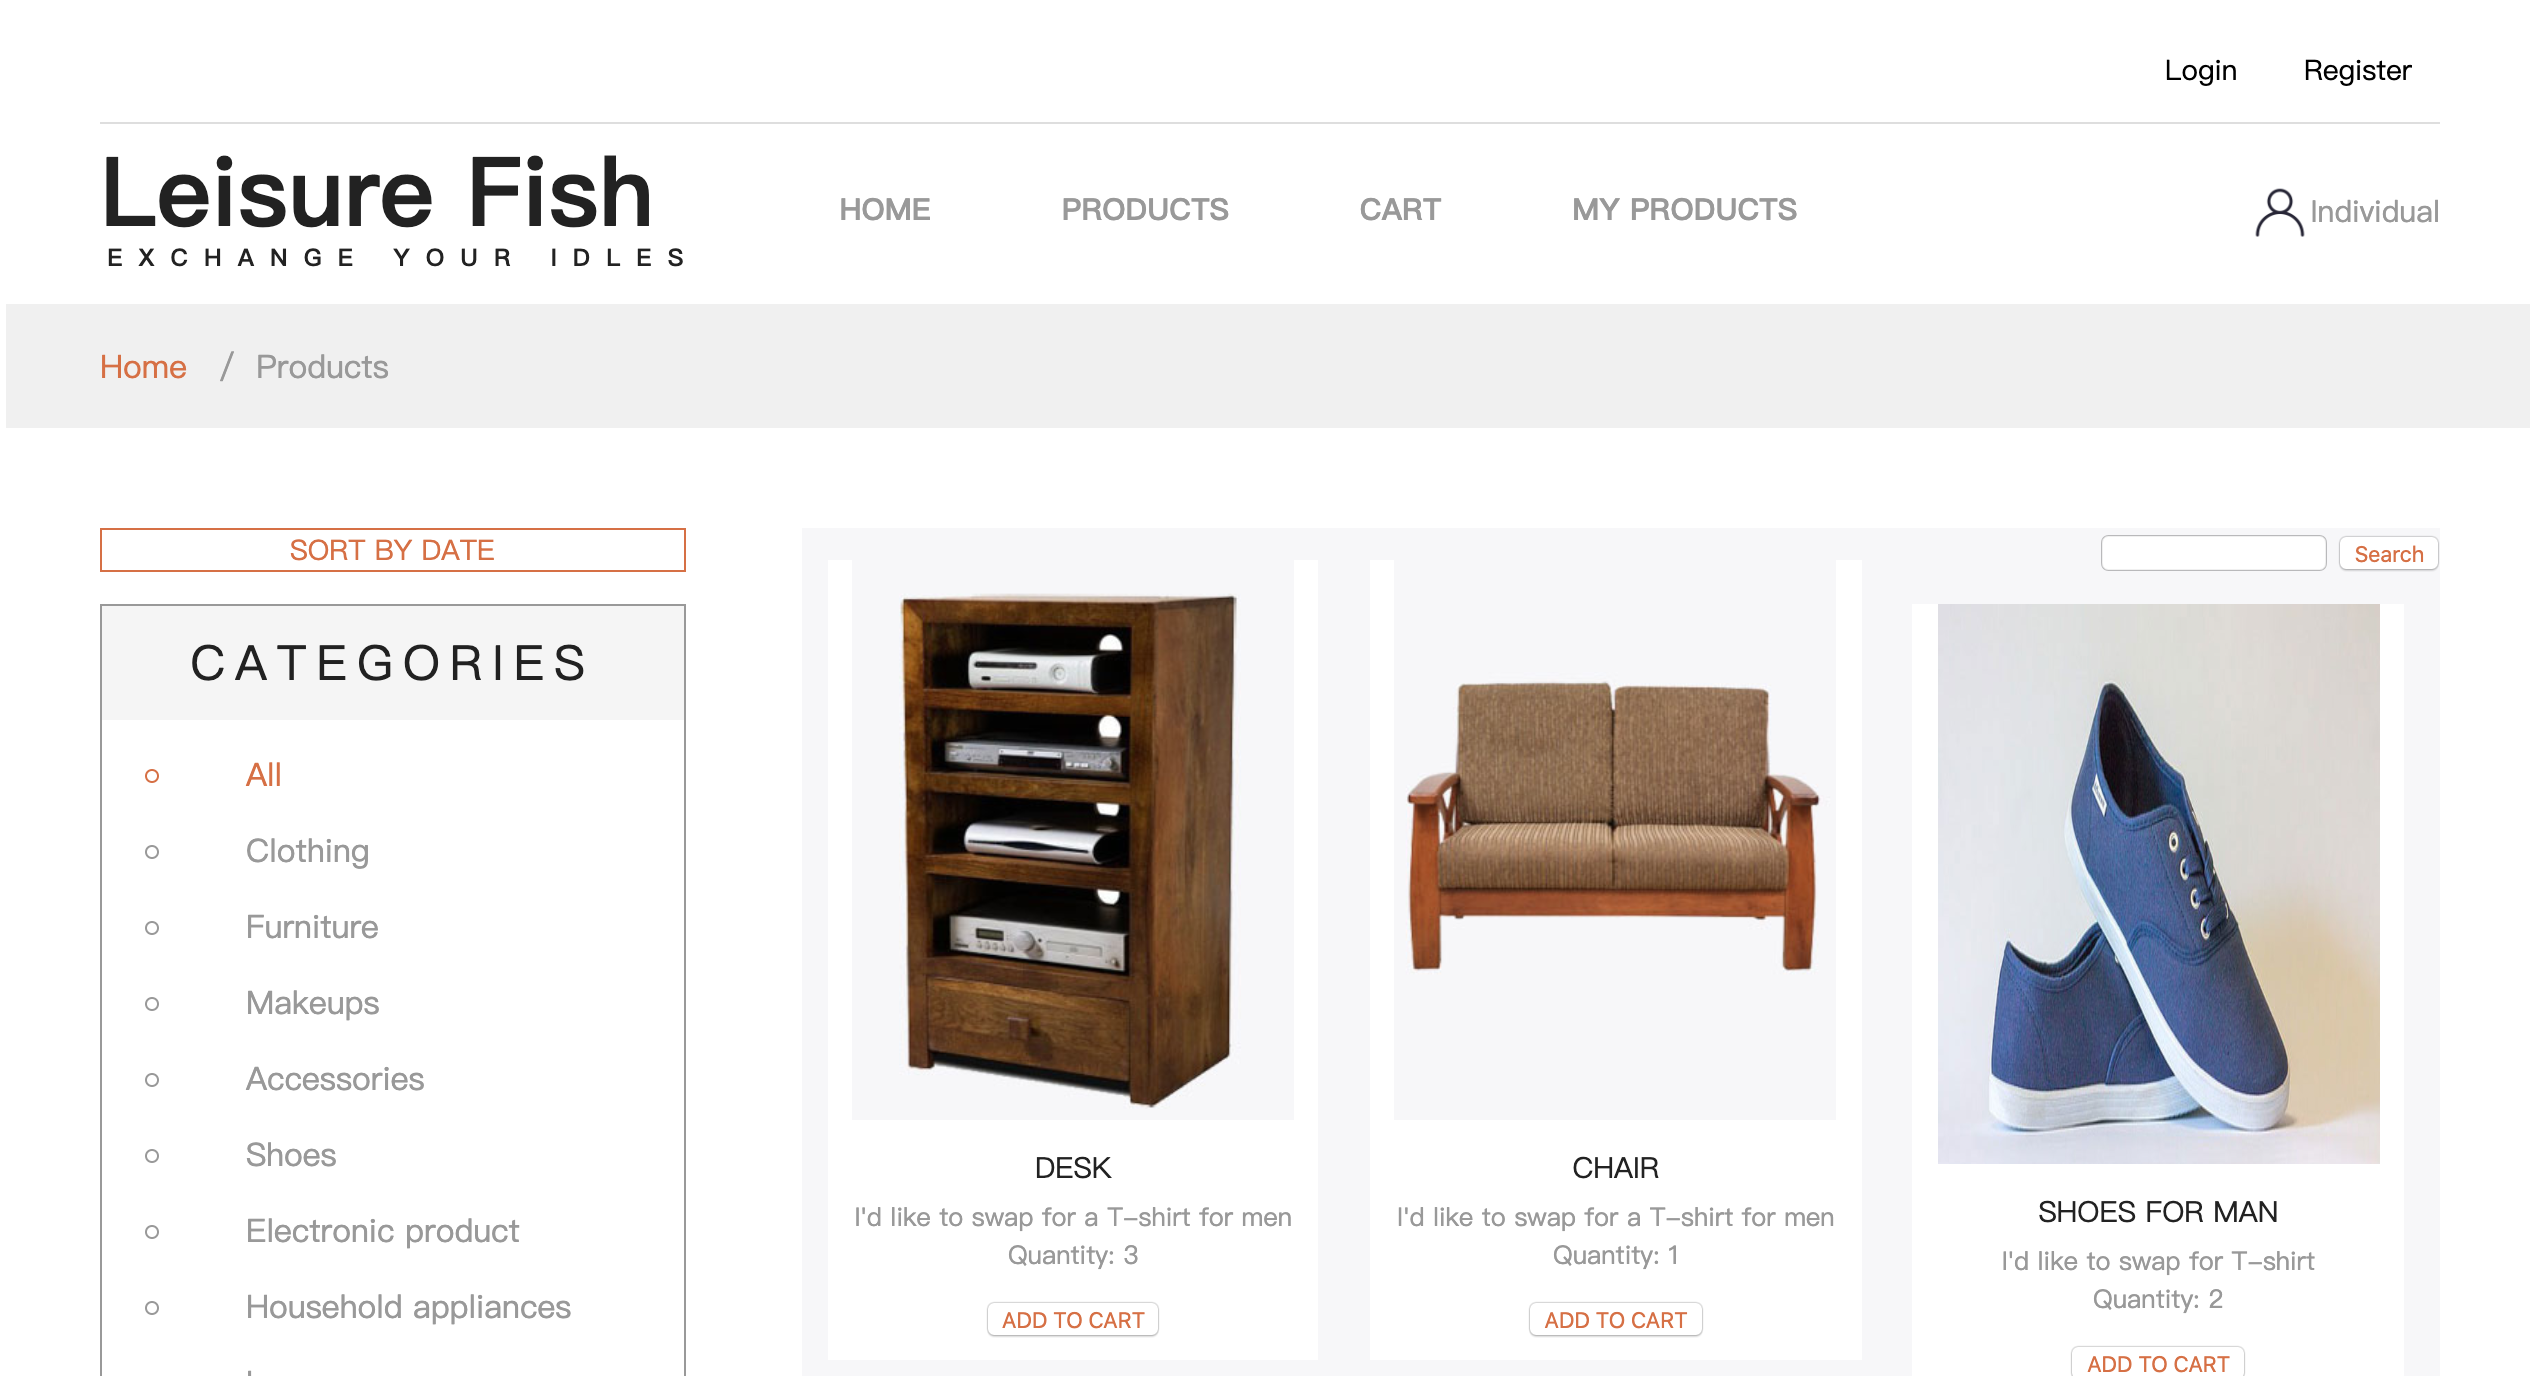 Login Register
Leisure Fish
EXCHANGE YOUR IDLES
HOME PRODUCTS CART MY PRODUCTS
Individual
Home / Products
SORT BY DATE
CATEGORIES
All
Clothing
Furniture
Makeups
Accessories
Shoes
Electronic product
Household appliances
Search
DESK
I'd like to swap for a T-shirt for men
Quantity: 3
ADD TO CART
CHAIR
I'd like to swap for a T-shirt for men
Quantity: 1
ADD TO CART
SHOES FOR MAN
I'd like to swap for T-shirt
Quantity: 2
ADD TO CART